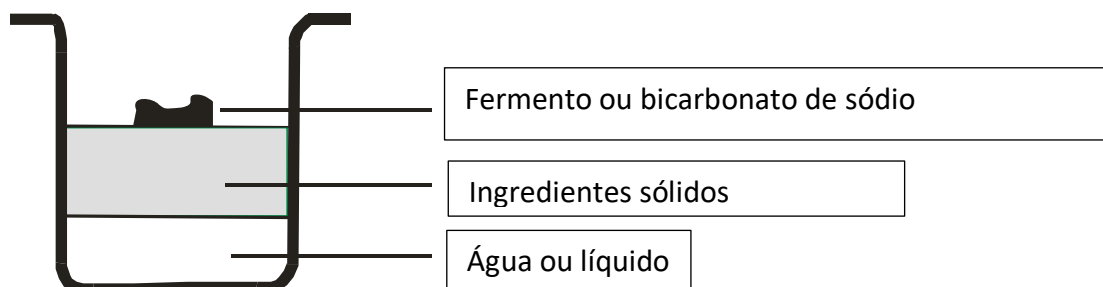 Fermento ou bicarbonato de sódio
Ingredientes sólidos
Água ou líquido